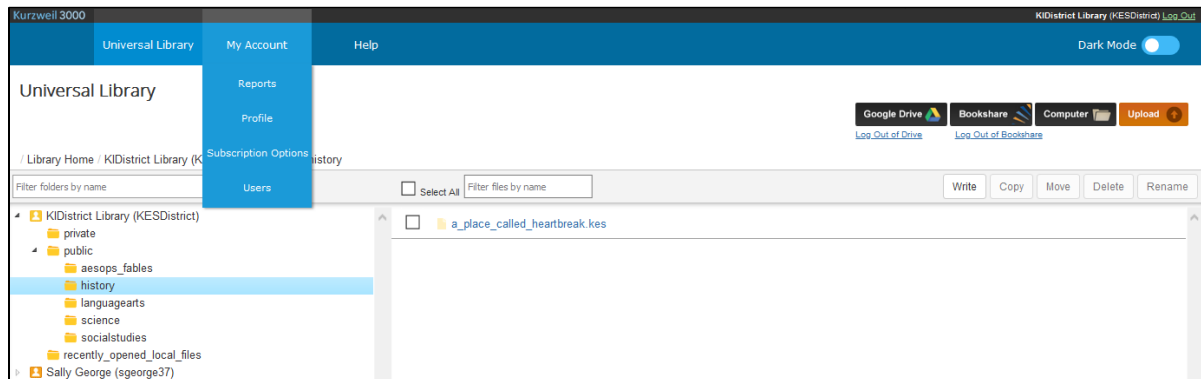 Kurzweil 3000
KIDistrict Library (KESDistrict) Log Out
Universal Library
My Account
Help
Dark Mode
Reports
Profile
Subscription Options
Users
Universal Library
Google Drive
Bookshare
Computer
Upload
Log Out of Drive
Log Out of Bookshare
/ Library Home / KIDistrict Library (K
istory
Filter folders by name
Select All
Filter files by name
Write
Copy
Move
Delete
Rename
KIDistrict Library (KESDistrict)
private
public
aesops_fables
history
languagearts
science
socialstudies
recently_opened_local_files
Sally George (sgeorge37)
a_place_called_heartbreak.kes